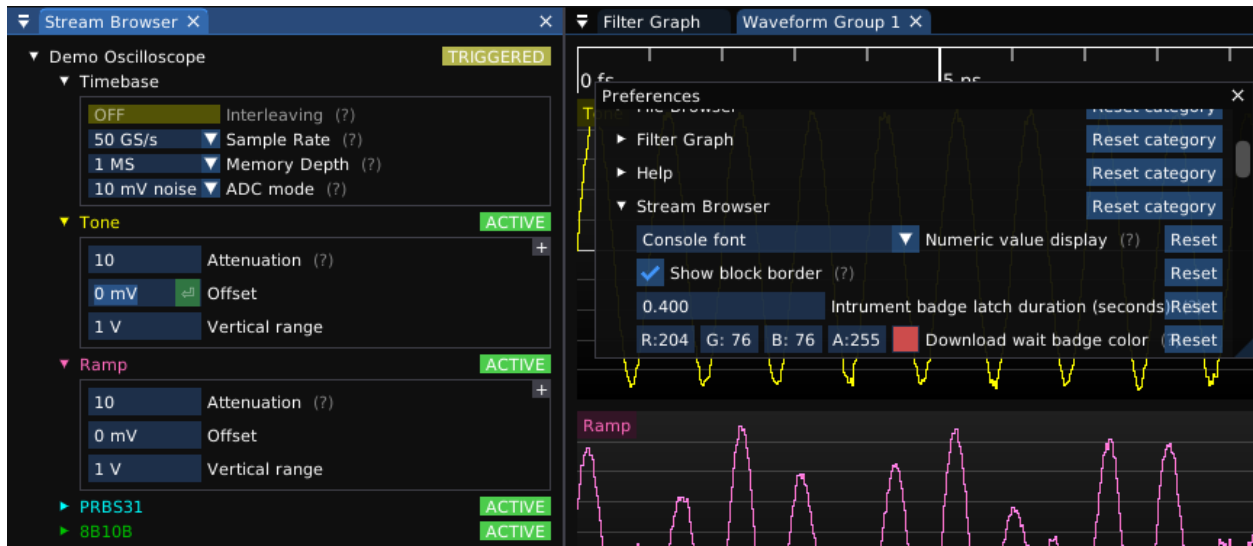 Stream Browser
Demo Oscilloscope TRIGGERED
Timebase
OFF Interleaving (?)
50 GS/s Sample Rate (?)
1 MS Memory Depth (?)
10 mV noise ADC mode (?)
Tone ACTIVE
+
10 Attenuation (?)
0 mV Offset
1 V Vertical range
Ramp ACTIVE
+
10 Attenuation (?)
0 mV Offset
1 V Vertical range
PRBS31 ACTIVE
8B10B ACTIVE
Filter Graph Waveform Group 1
0 fs 5 ns
Tone
Preferences
File Browser Reset category
Filter Graph Reset category
Help Reset category
Stream Browser Reset category
Console font Numeric value display (?) Reset
Show block border (?) Reset
0.400 Intrument badge latch duration (seconds) Reset
R:204 G: 76 B: 76 A:255 Download wait badge color Reset
Ramp